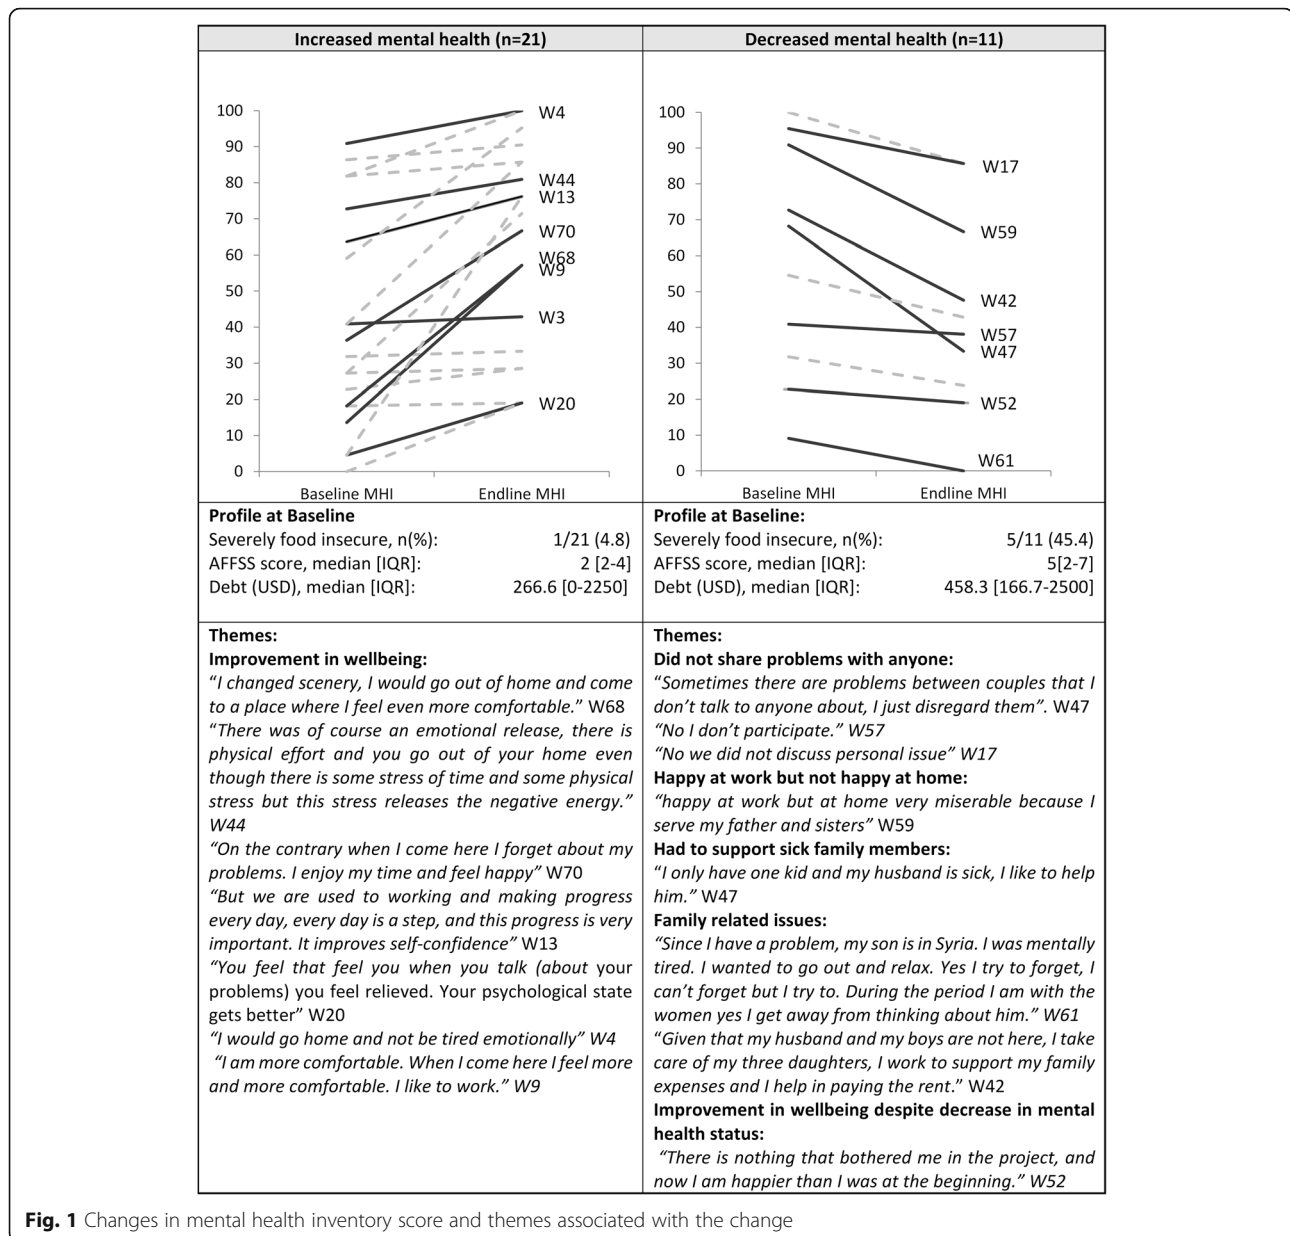 Increased mental health (n=21)
100
90
80
70
60
50
40
30
20
10
0
W4
W44
W13
W70
W68
W9
W3
W20
Baseline MHI
Endline MHI
Profile at Baseline
Severely food insecure, n(%): 1/21 (4.8)
AFFSS score, median [IQR]: 2 [2-4]
Debt (USD), median [IQR]: 266.6 [0-2250]
Themes:
Improvement in wellbeing:
“I changed scenery, I would go out of home and come
to a place where I feel even more comfortable.” W68
“There was of course an emotional release, there is
physical effort and you go out of your home even
though there is some stress of time and some physical
stress but this stress releases the negative energy.”
W44
“On the contrary when I come here I forget about my
problems. I enjoy my time and feel happy” W70
“But we are used to working and making progress
every day, every day is a step, and this progress is very
important. It improves self-confidence” W13
“You feel that feel you when you talk (about your
problems) you feel relieved. Your psychological state
gets better” W20
“I would go home and not be tired emotionally” W4
“I am more comfortable. When I come here I feel more
and more comfortable. I like to work.” W9
Decreased mental health (n=11)
100
90
80
70
60
50
40
30
20
10
0
W17
W59
W42
W57
W47
W52
W61
Baseline MHI
Endline MHI
Profile at Baseline:
Severely food insecure, n(%): 5/11 (45.4)
AFFSS score, median [IQR]: 5[2-7]
Debt (USD), median [IQR]: 458.3 [166.7-2500]
Themes:
Did not share problems with anyone:
“Sometimes there are problems between couples that I
don’t talk to anyone about, I just disregard them”. W47
“No I don’t participate.” W57
“No we did not discuss personal issue” W17
Happy at work but not happy at home:
“happy at work but at home very miserable because I
serve my father and sisters” W59
Had to support sick family members:
“I only have one kid and my husband is sick, I like to help
him.” W47
Family related issues:
“Since I have a problem, my son is in Syria. I was mentally
tired. I wanted to go out and relax. Yes I try to forget, I
can’t forget but I try to. During the period I am with the
women yes I get away from thinking about him.” W61
“Given that my husband and my boys are not here, I take
care of my three daughters, I work to support my family
expenses and I help in paying the rent.” W42
Improvement in wellbeing despite decrease in mental
health status:
“There is nothing that bothered me in the project, and
now I am happier than I was at the beginning.” W52
Fig. 1 Changes in mental health inventory score and themes associated with the change